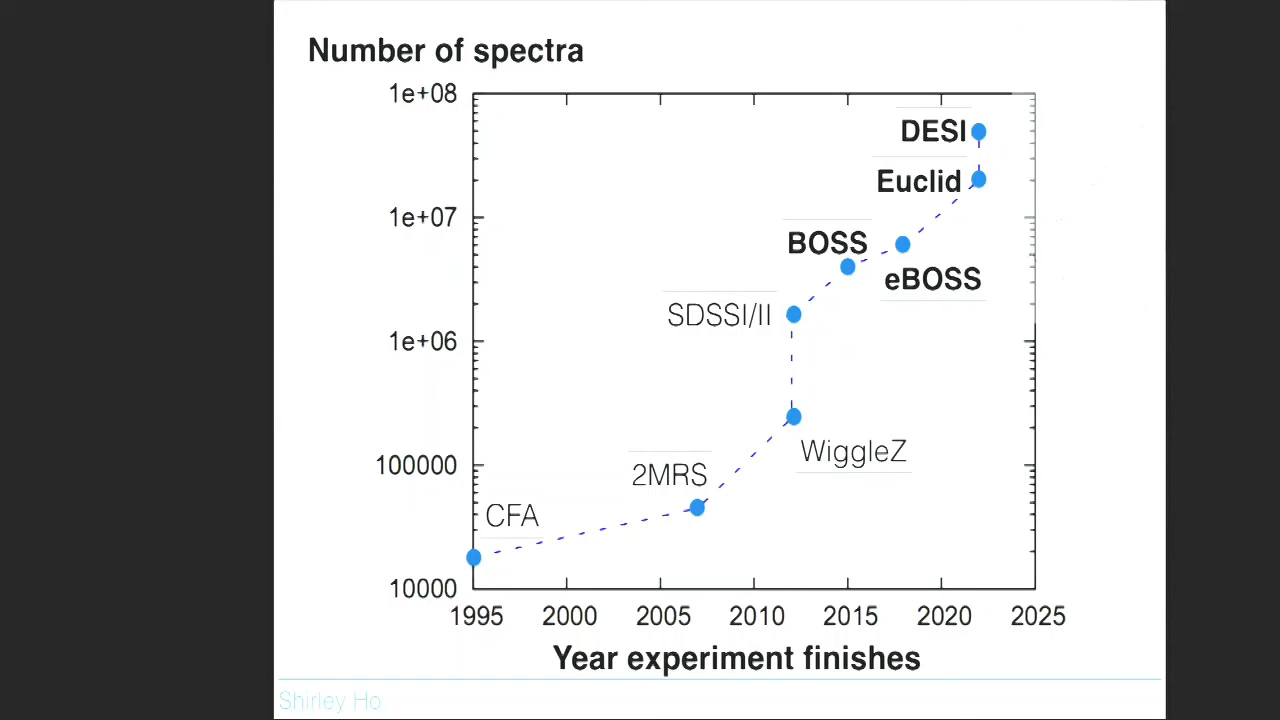 Number of spectra
1e+08
DESI
Euclid
1e+07
BOSS
eBOSS
SDSSI/II
1e+06
WiggleZ
100000
2MRS
CFA
10000
1995 2000 2005 2010 2015 2020 2025
Year experiment finishes
Shirley Ho